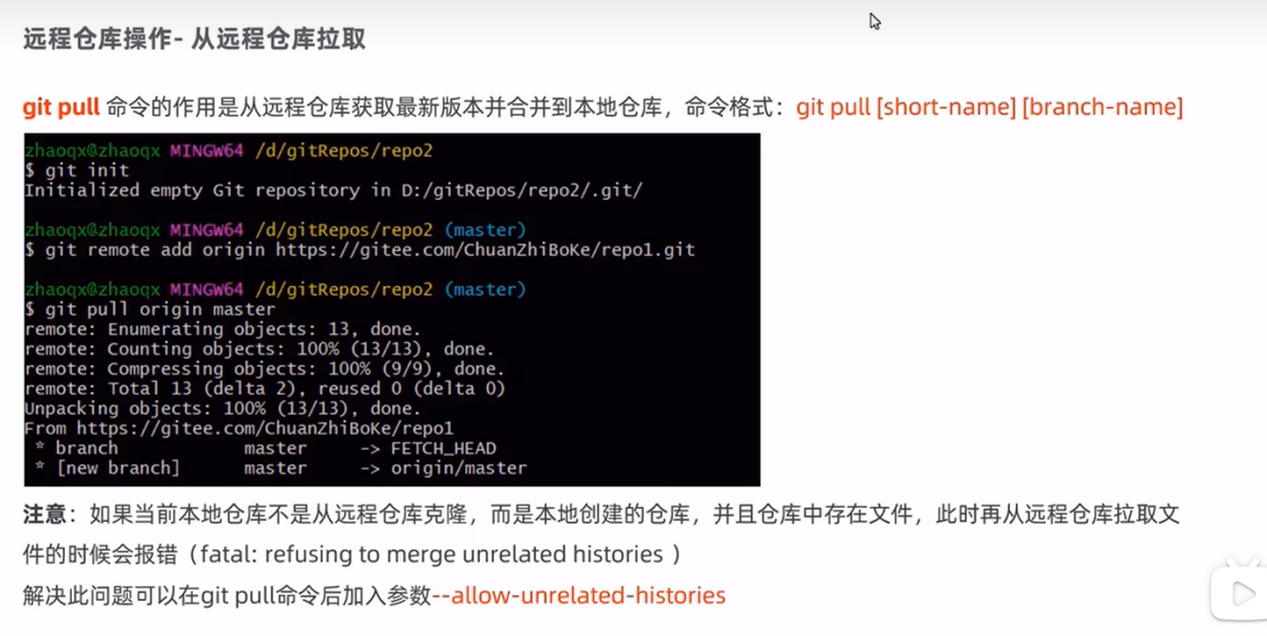 远程仓库操作- 从远程仓库拉取
git pull 命令的作用是从远程仓库获取最新版本并合并到本地仓库，命令格式：git pull [short-name] [branch-name]
zhaoqx@zhaoqx MINGW64 /d/gitRepos/repo2
$ git init
Initialized empty Git repository in D:/gitRepos/repo2/.git/
zhaoqx@zhaoqx MINGW64 /d/gitRepos/repo2 (master)
$ git remote add origin https://gitee.com/ChuanZhiBoKe/repo1.git
zhaoqx@zhaoqx MINGW64 /d/gitRepos/repo2 (master)
$ git pull origin master
remote: Enumerating objects: 13, done.
remote: Counting objects: 100% (13/13), done.
remote: Compressing objects: 100% (9/9), done.
remote: Total 13 (delta 2), reused 0 (delta 0)
Unpacking objects: 100% (13/13), done.
From https://gitee.com/ChuanZhiBoKe/repo1
 * branch            master     -> FETCH_HEAD
 * [new branch]      master     -> origin/master
注意：如果当前本地仓库不是从远程仓库克隆，而是本地创建的仓库，并且仓库中存在文件，此时再从远程仓库拉取文
件的时候会报错（fatal: refusing to merge unrelated histories ）
解决此问题可以在git pull命令后加入参数--allow-unrelated-histories